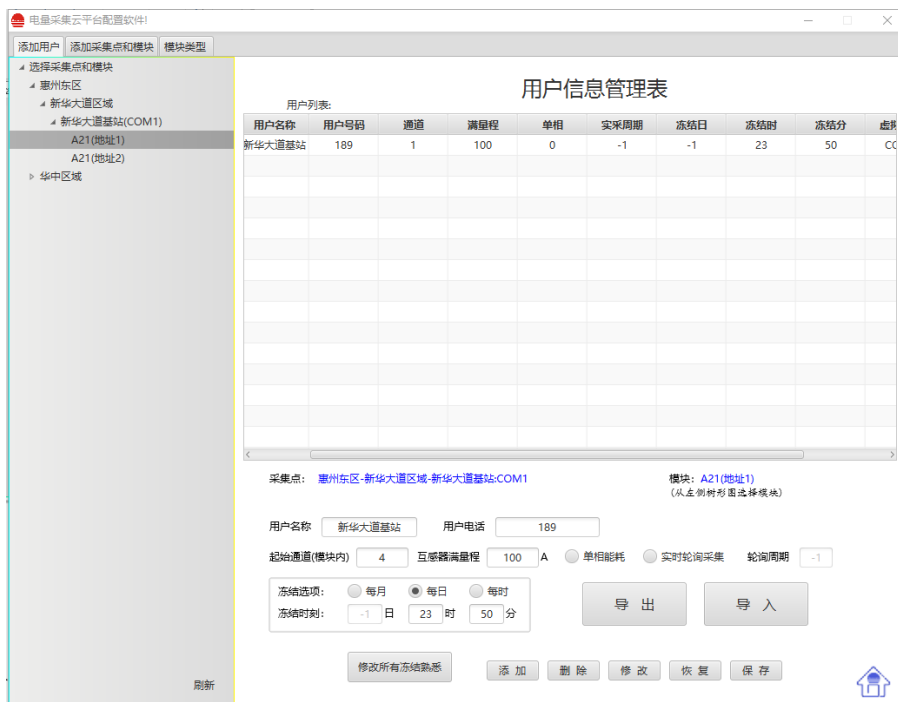 电量采集云平台配置软件!
添加用户 添加采集点和模块 模块类型
选择采集点和模块
惠州东区
新华大道区域
新华大道基站(COM1)
A21(地址1)
A21(地址2)
华中区域
刷新
用户信息管理表
用户列表:
用户名称 用户号码 通道 满量程 单相 实采周期 冻结日 冻结时 冻结分
新华大道基站 189 1 100 0 -1 -1 23 50
采集点: 惠州东区-新华大道区域-新华大道基站:COM1 模块: A21(地址1)
(从左侧树形图选择模块)
用户名称 新华大道基站 用户电话 189
起始通道(模块内) 4 互感器满量程 100 A 单相能耗 实时轮询采集 轮询周期 -1
冻结选项: 每月 每日 每时
冻结时刻: -1 日 23 时 50 分
导 出 导 入
修改所有冻结熟悉 添 加 删 除 修 改 恢 复 保 存